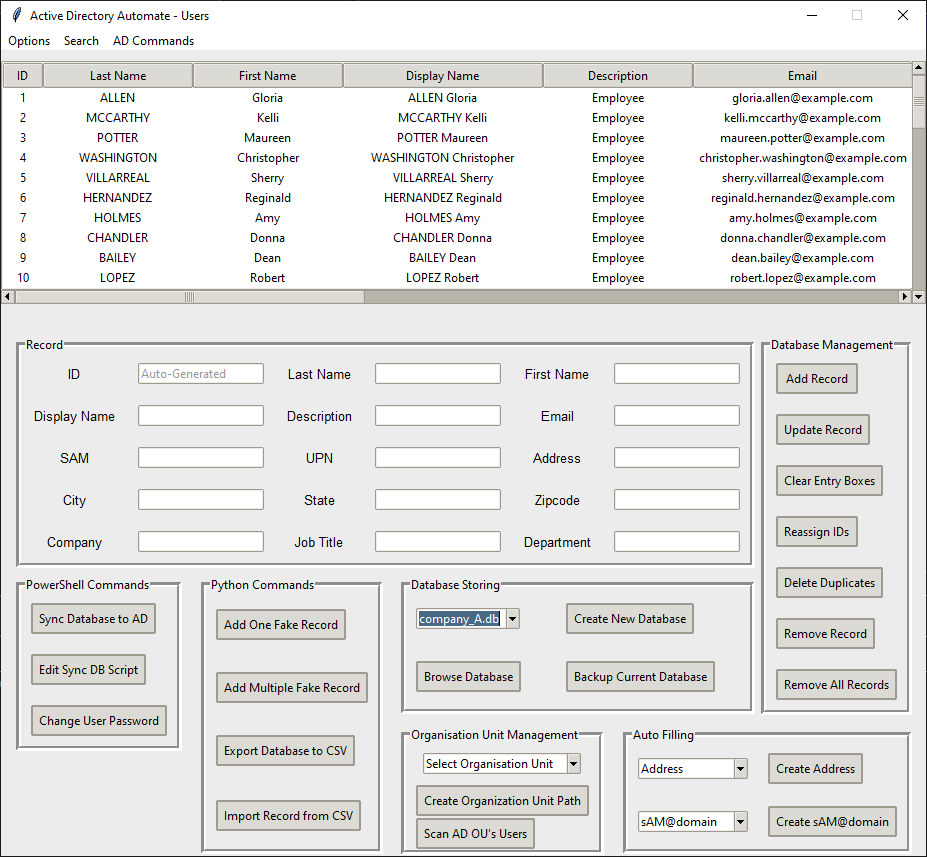 Active Directory Automate - Users
Options Search AD Commands
ID Last Name First Name Display Name Description Email
1 ALLEN Gloria ALLEN Gloria Employee gloria.allen@example.com
2 MCCARTHY Kelli MCCARTHY Kelli Employee kelli.mccarthy@example.com
3 POTTER Maureen POTTER Maureen Employee maureen.potter@example.com
4 WASHINGTON Christopher WASHINGTON Christopher Employee christopher.washington@example.com
5 VILLARREAL Sherry VILLARREAL Sherry Employee sherry.villarreal@example.com
6 HERNANDEZ Reginald HERNANDEZ Reginald Employee reginald.hernandez@example.com
7 HOLMES Amy HOLMES Amy Employee amy.holmes@example.com
8 CHANDLER Donna CHANDLER Donna Employee donna.chandler@example.com
9 BAILEY Dean BAILEY Dean Employee dean.bailey@example.com
10 LOPEZ Robert LOPEZ Robert Employee robert.lopez@example.com
Record
ID Auto-Generated Last Name First Name
Display Name Description Email
SAM UPN Address
City State Zipcode
Company Job Title Department
Database Management
Add Record
Update Record
Clear Entry Boxes
Reassign IDs
Delete Duplicates
Remove Record
Remove All Records
PowerShell Commands
Sync Database to AD
Edit Sync DB Script
Change User Password
Python Commands
Add One Fake Record
Add Multiple Fake Record
Export Database to CSV
Import Record from CSV
Database Storing
company_A.db Create New Database
Browse Database Backup Current Database
Organisation Unit Management
Select Organisation Unit
Create Organization Unit Path
Scan AD OU's Users
Auto Filling
Address Create Address
sAM@domain Create sAM@domain